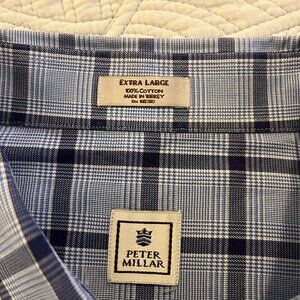 EXTRA LARGE
100% COTTON
MADE IN TURKEY
PETER
MILLAR